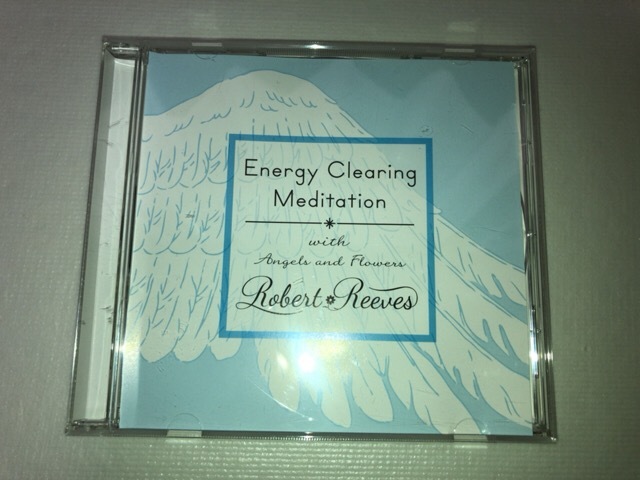 Energy Clearing
Meditation
with
Angels and Flowers
Robert Reeves